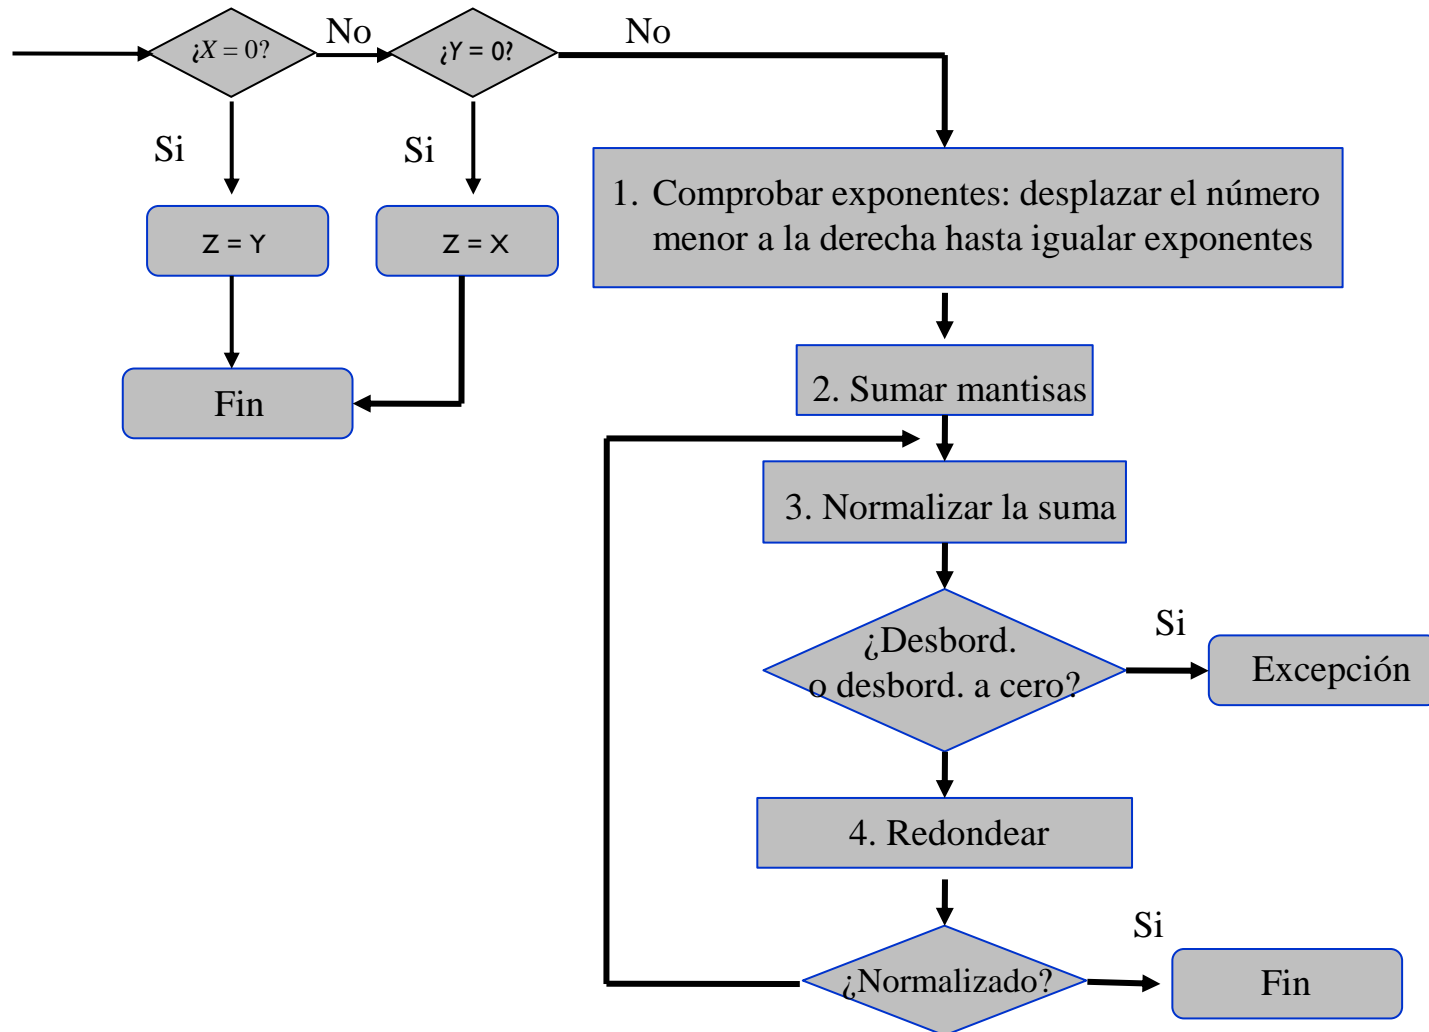 ¿X = 0?
No
¿Y = 0?
No
Si
Si
Z = Y
Z = X
Fin
1. Comprobar exponentes: desplazar el número
menor a la derecha hasta igualar exponentes
2. Sumar mantisas
3. Normalizar la suma
¿Desbord.
o desbord. a cero?
Si
Excepción
4. Redondear
¿Normalizado?
Si
Fin